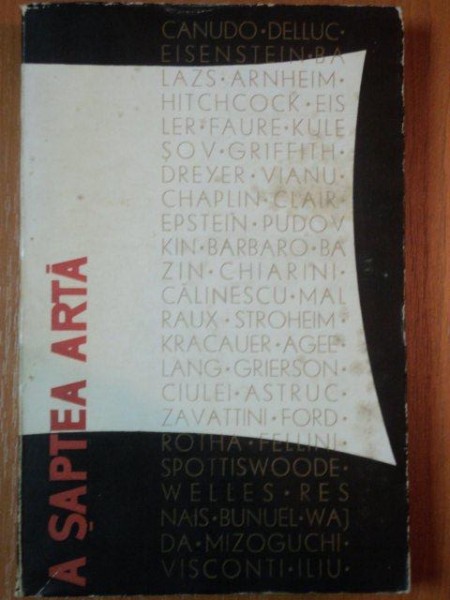 CANUDO·DELLUC·
EISENSTEIN·BA
LAZS·ARNHEIM·
HITCHCOCK·EIS
LER·FAURE·KULE
ȘOV·GRIFFITH·
DREYER·VIANU·
CHAPLIN·CLAIR·
EPSTEIN·PUDOV
KIN·BARBARO·BA
ZIN·CHIARINI·
CĂLINESCU·MAL
RAUX·STROHEIM·
KRACAUER·AGEL·
LANG·GRIERSON·
CIULEI·ASTRUC·
ZAVATTINI·FORD·
ROTHA·FELLINI·
SPOTTISWOODE·
WELLES·RES
NAIS·BUNUEL·WAJ
DA·MIZOGUCHI·
VISCONTI·ILIU·
A ȘAPTEA ARTĂ